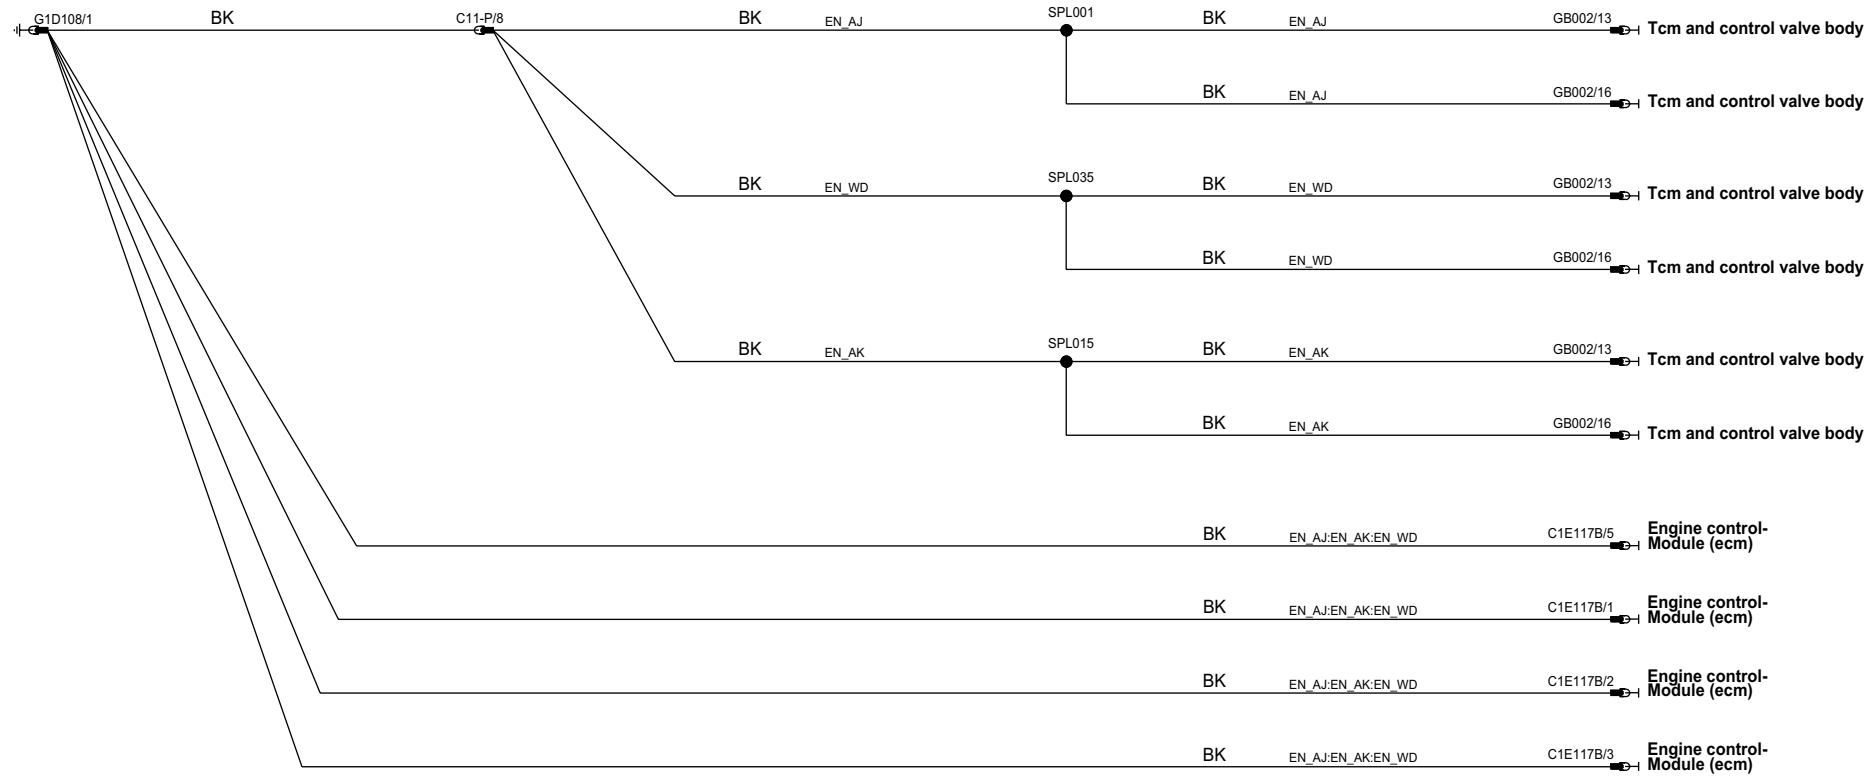 G1D108/1 BK C11-P/8 BK EN_AJ SPL001 BK EN_AJ GB002/13 Tcm and control valve body
BK EN_AJ GB002/16 Tcm and control valve body
BK EN_WD SPL035 BK EN_WD GB002/13 Tcm and control valve body
BK EN_WD GB002/16 Tcm and control valve body
BK EN_AK SPL015 BK EN_AK GB002/13 Tcm and control valve body
BK EN_AK GB002/16 Tcm and control valve body
BK EN_AJ:EN_AK:EN_WD C1E117B/5 Engine control-
Module (ecm)
BK EN_AJ:EN_AK:EN_WD C1E117B/1 Engine control-
Module (ecm)
BK EN_AJ:EN_AK:EN_WD C1E117B/2 Engine control-
Module (ecm)
BK EN_AJ:EN_AK:EN_WD C1E117B/3 Engine control-
Module (ecm)